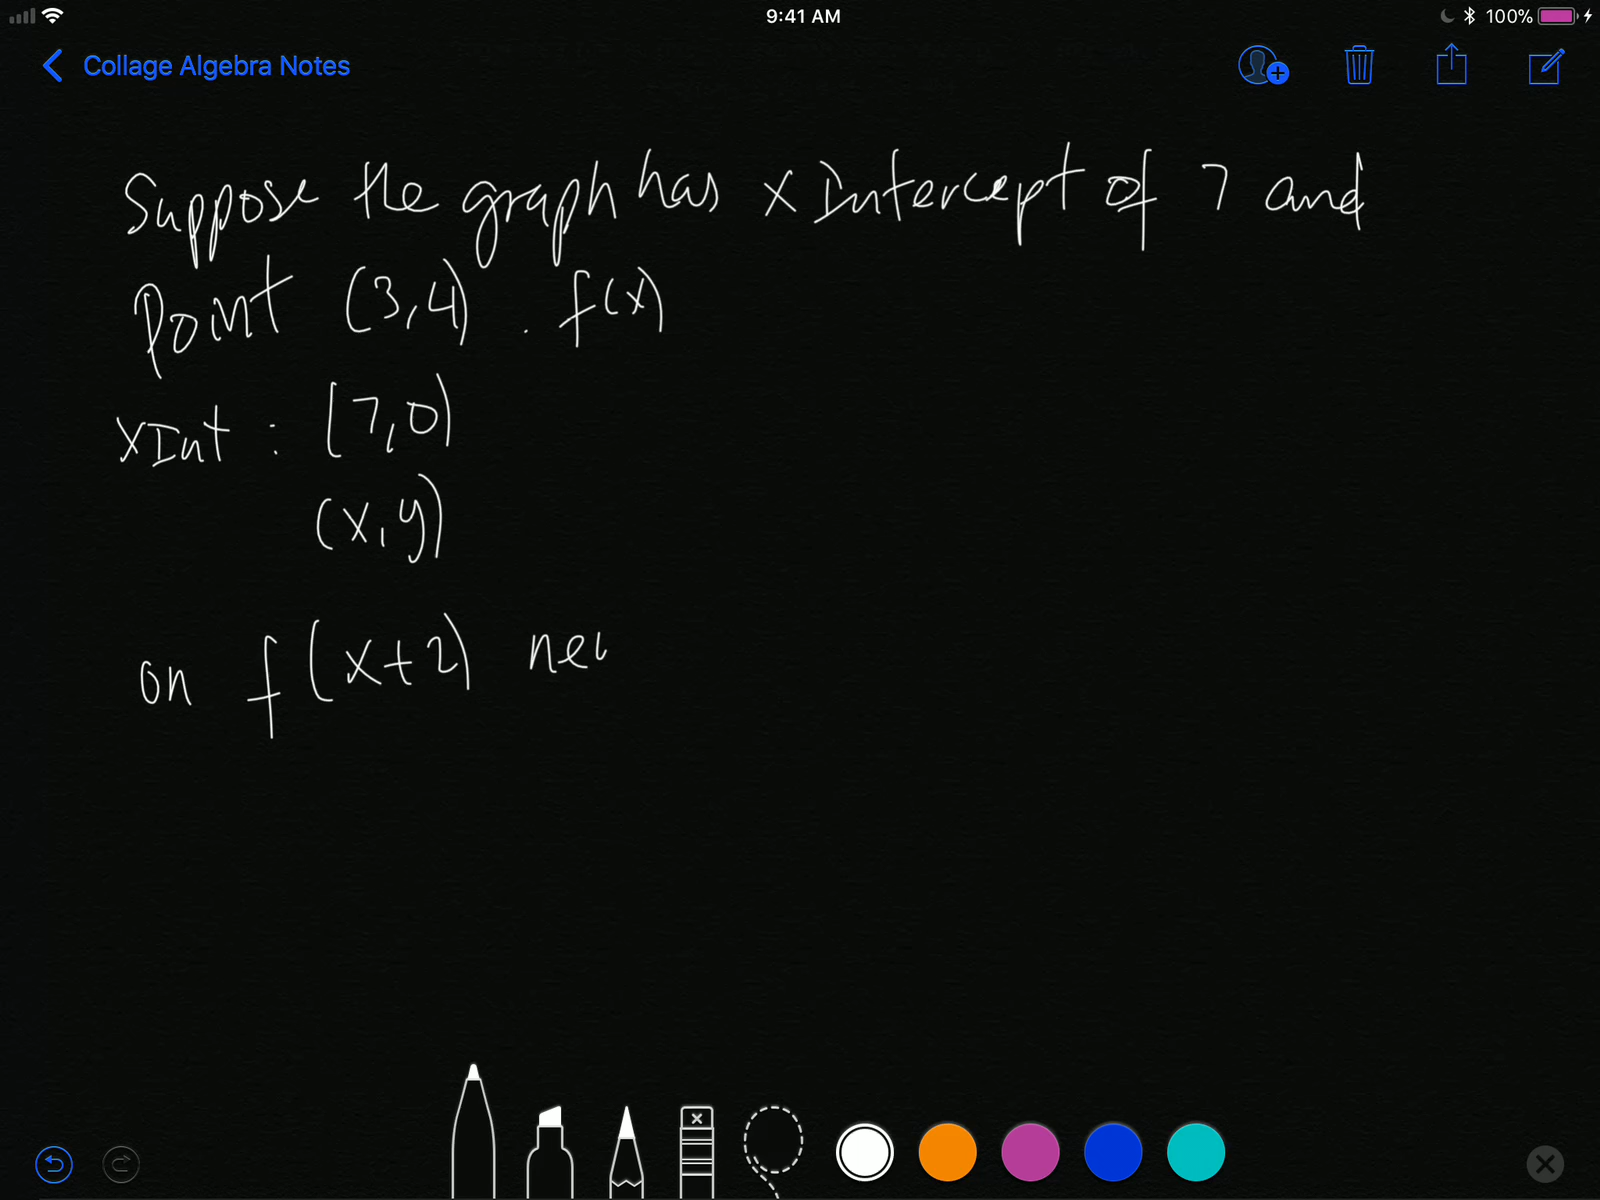 9:41 AM
100%
Collage Algebra Notes
Suppose the graph has x Intercept of 7 and
Point (3,4) . f(x)
xInt : (7,0)
(x,y)
on f(x+2)